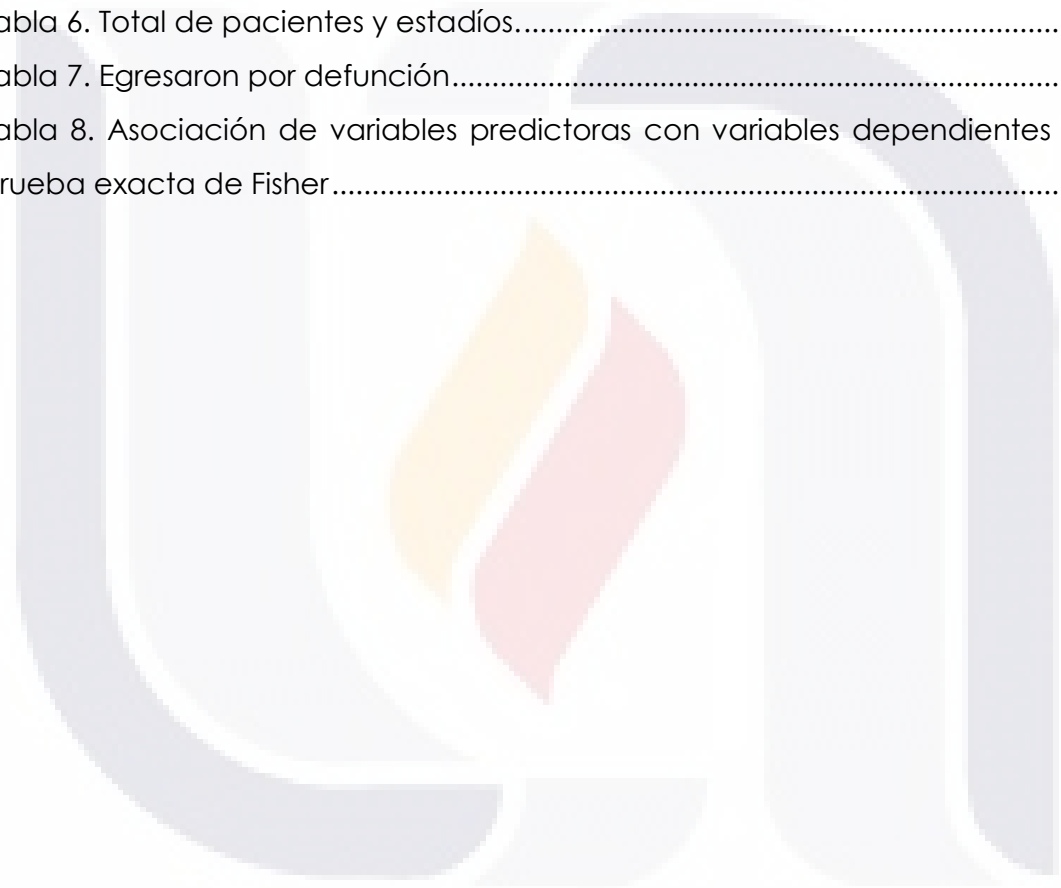 abla 6. Total de pacientes y estadíos.................................................................................
abla 7. Egresaron por defunción.........................................................................................
abla 8. Asociación de variables predictoras con variables dependientes
rueba exacta de Fisher.......................................................................................................